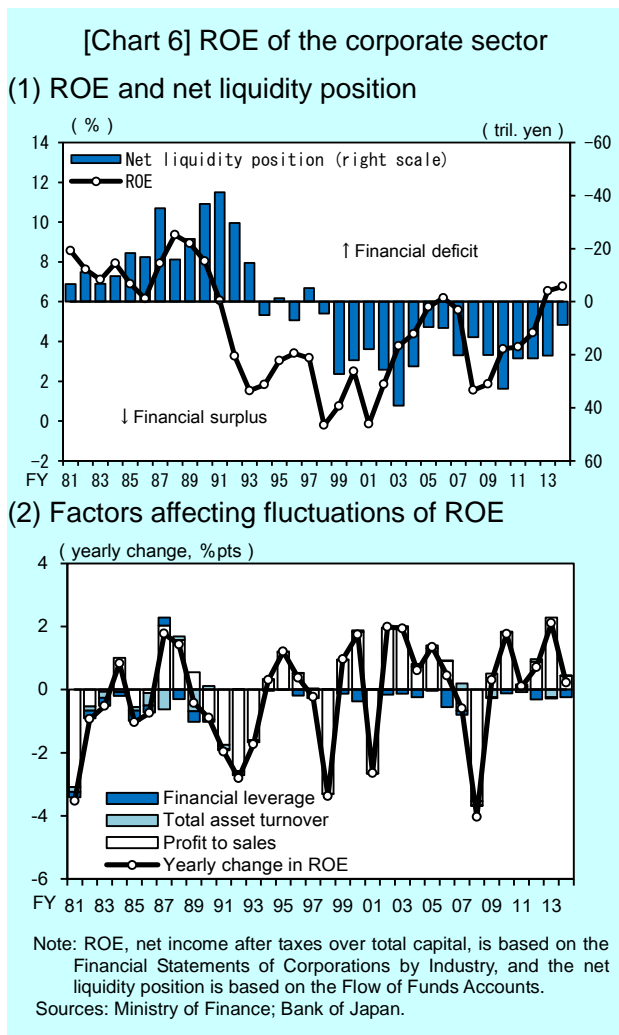 [Chart 6] ROE of the corporate sector
(1) ROE and net liquidity position
( % )
( tril. yen )
14 -60
Net liquidity position (right scale)
12 -40
ROE
10
8 -20
↑ Financial deficit
6 0
4
2 20
↓ Financial surplus
0 40
-2 60
FY 81 83 85 87 89 91 93 95 97 99 01 03 05 07 09 11 13
(2) Factors affecting fluctuations of ROE
( yearly change, %pts )
4
2
0
-2
Financial leverage
Total asset turnover
-4
Profit to sales
Yearly change in ROE
-6
FY 81 83 85 87 89 91 93 95 97 99 01 03 05 07 09 11 13
Note: ROE, net income after taxes over total capital, is based on the
Financial Statements of Corporations by Industry, and the net
liquidity position is based on the Flow of Funds Accounts.
Sources: Ministry of Finance; Bank of Japan.